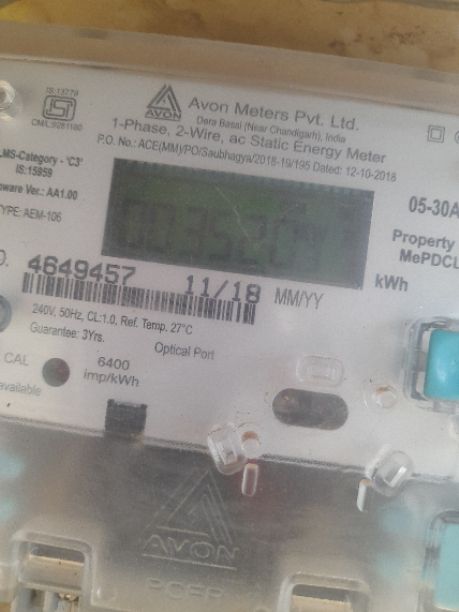 IS:13779
CM/L:9281180
AVON
Avon Meters Pvt. Ltd.
Dera Bassi (Near Chandigarh), India
1-Phase, 2-Wire, ac Static Energy Meter
P.O. No.: ACE(MM)/PO/Saubhagya/2018-19/195 Dated: 12-10-2018
LMS-Category - 'C3'
IS:15959
ware Ver.: AA1.00
TYPE: AEM-106
05-30A
Property
MePDCL
kWh
4649457
11/18 MM/YY
240V, 50Hz, CL:1.0, Ref. Temp. 27°C
Guarantee: 3Yrs.
Optical Port
CAL
6400
imp/kWh
available
AVON